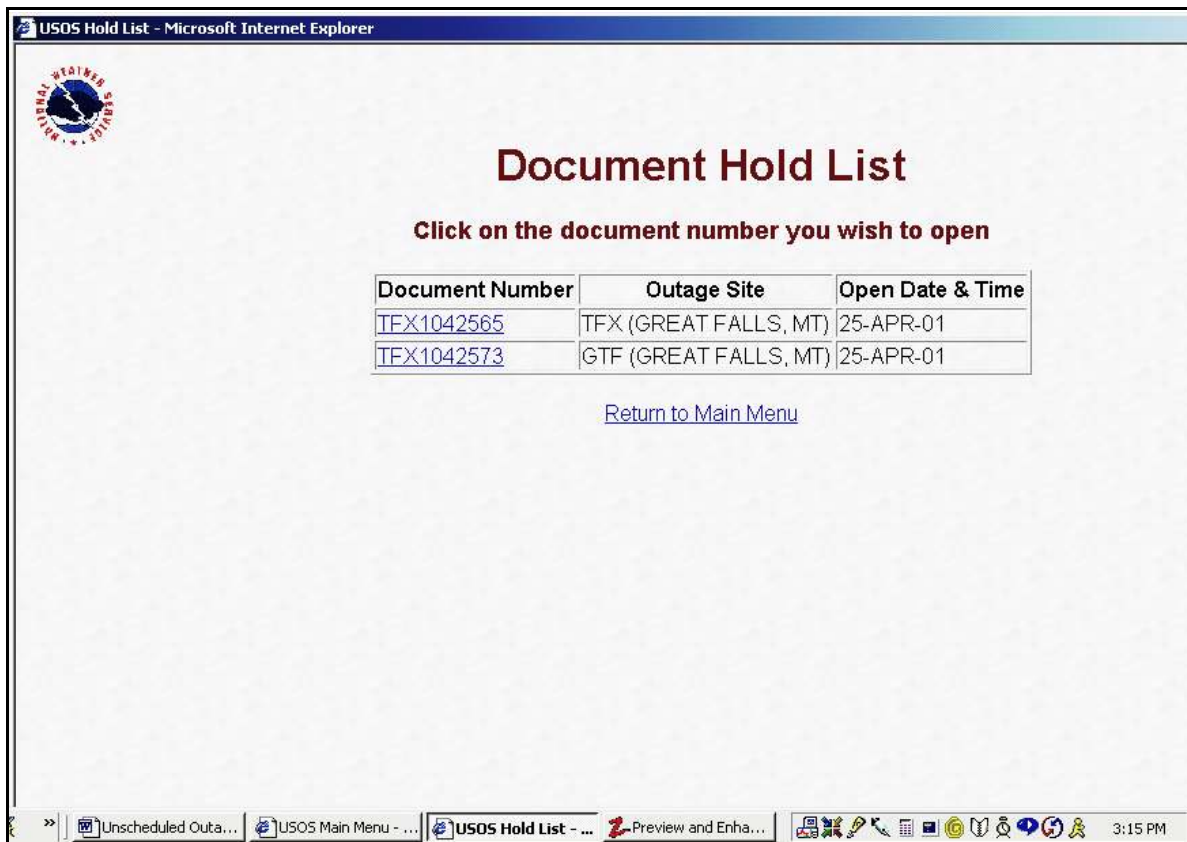 USOS Hold List - Microsoft Internet Explorer
NATIONAL WEATHER SERVICE
Document Hold List
Click on the document number you wish to open
Document Number Outage Site Open Date & Time
TFX1042565 TFX (GREAT FALLS, MT) 25-APR-01
TFX1042573 GTF (GREAT FALLS, MT) 25-APR-01
Return to Main Menu
» Unscheduled Outa... USOS Main Menu - ... USOS Hold List - ... Preview and Enha... 3:15 PM